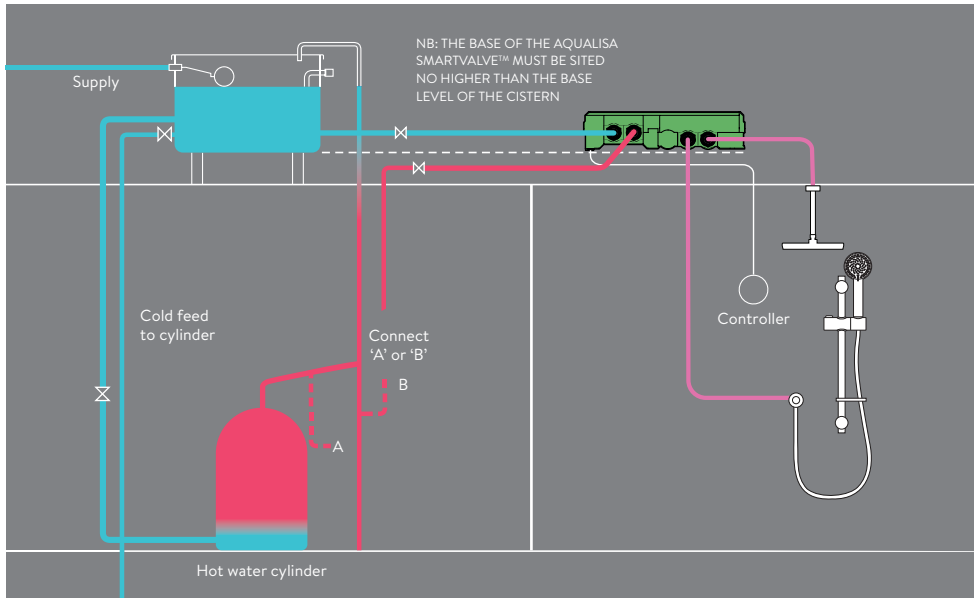 NB: THE BASE OF THE AQUALISA
SMARTVALVE™ MUST BE SITED
NO HIGHER THAN THE BASE
LEVEL OF THE CISTERN
Supply
Cold feed
to cylinder
Connect
‘A’ or ‘B’
B
A
Controller
Hot water cylinder